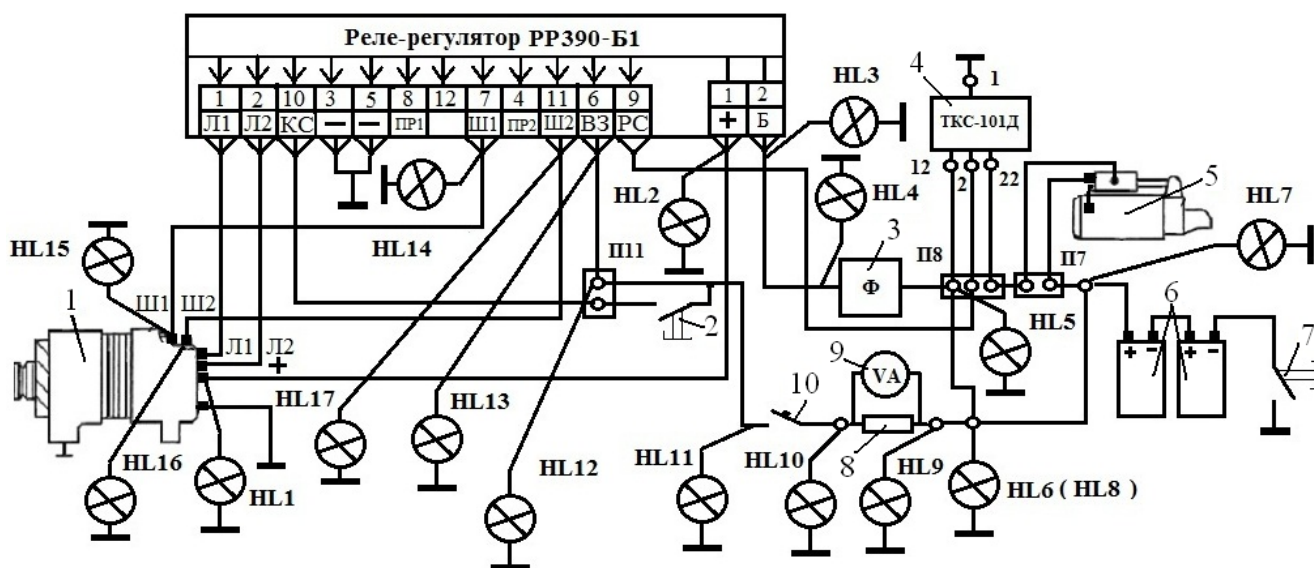 Реле-регулятор РР390-Б1
1 2 10 3 5 8 12 7 4 11 6 9
Л1 Л2 КС — — ПР1 Ш1 ПР2 Ш2 ВЗ РС
1 2
+ Б
HL3
4
1
ТКС-101Д
12 2 22
5
HL7
HL2
HL4
HL14
HL15
3
Ф
П8
П7
П11
2
HL5
6
+ - + -
7
1
Ш1 Ш2
Л1 Л2
+
HL17
HL13
9
VA
10
8
HL16
HL1
HL12
HL11
HL10
HL9
HL6 ( HL8 )